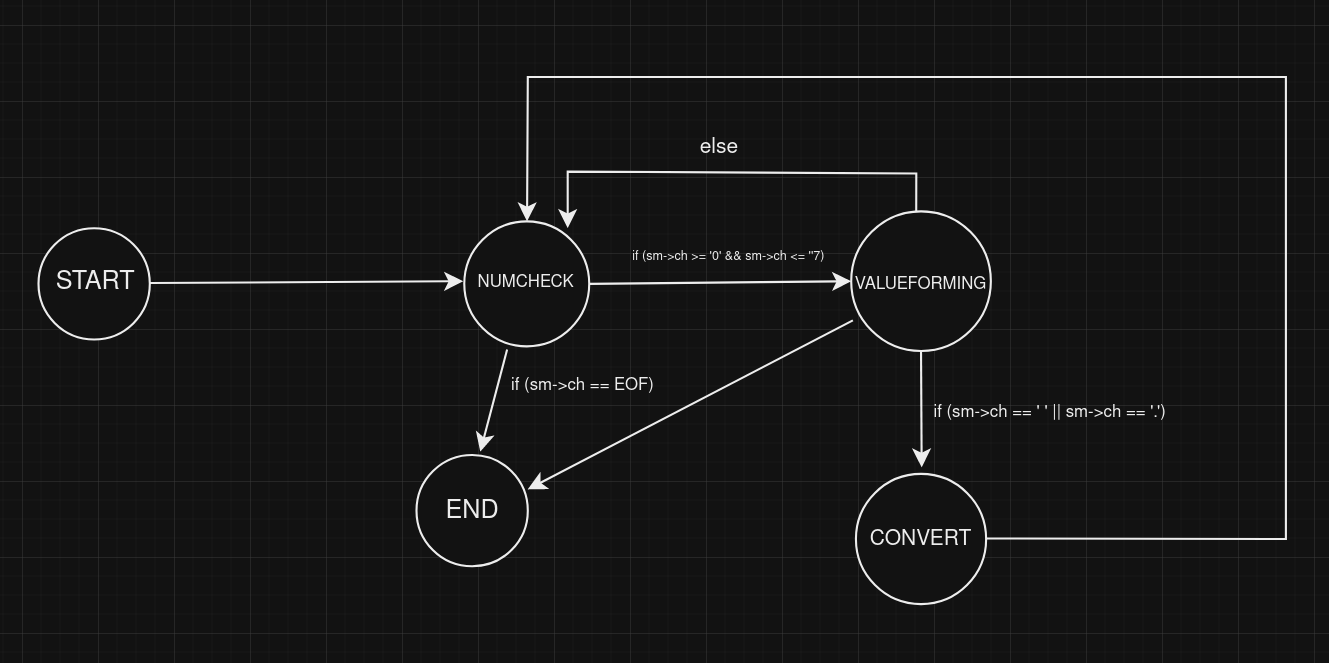 else
if (sm->ch >= '0' && sm->ch <= ''7)
START
NUMCHECK
VALUEFORMING
if (sm->ch == EOF)
if (sm->ch == ' ' || sm->ch == '.')
END
CONVERT